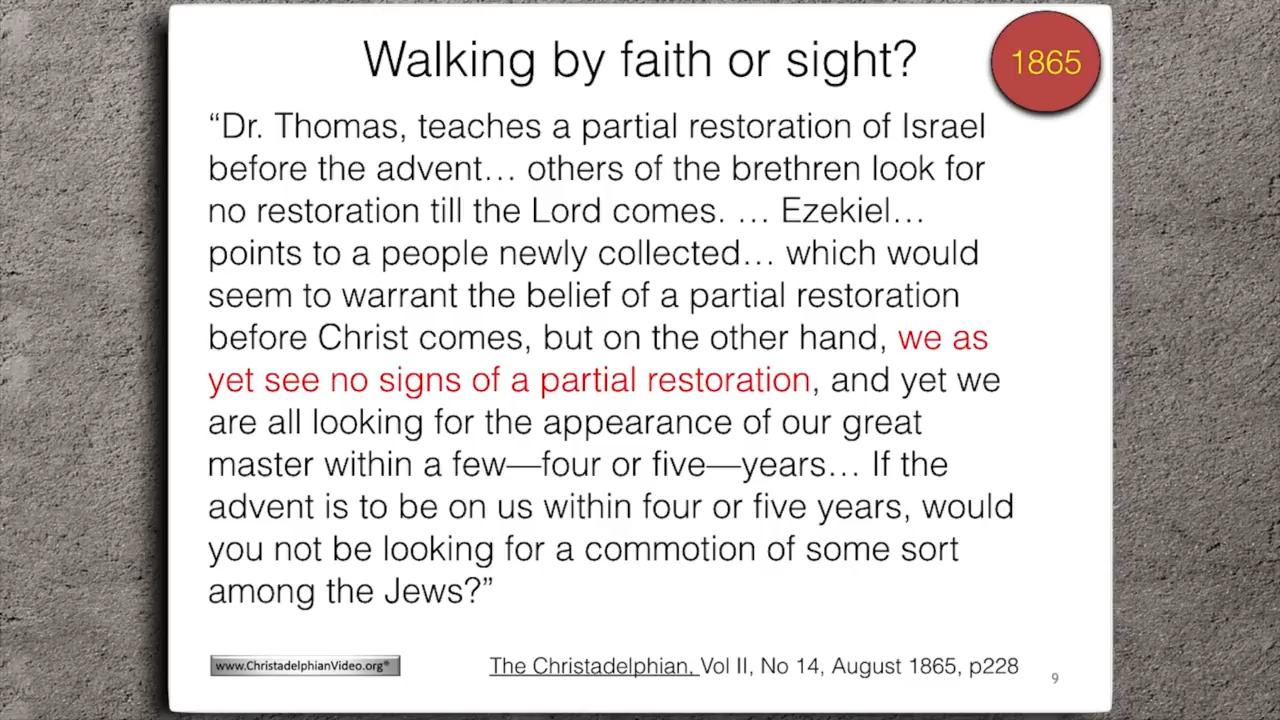 Walking by faith or sight?
1865
“Dr. Thomas, teaches a partial restoration of Israel
before the advent… others of the brethren look for
no restoration till the Lord comes. … Ezekiel…
points to a people newly collected… which would
seem to warrant the belief of a partial restoration
before Christ comes, but on the other hand, we as
yet see no signs of a partial restoration, and yet we
are all looking for the appearance of our great
master within a few—four or five—years… If the
advent is to be on us within four or five years, would
you not be looking for a commotion of some sort
among the Jews?”
www.ChristadelphianVideo.org®
The Christadelphian, Vol II, No 14, August 1865, p228
9